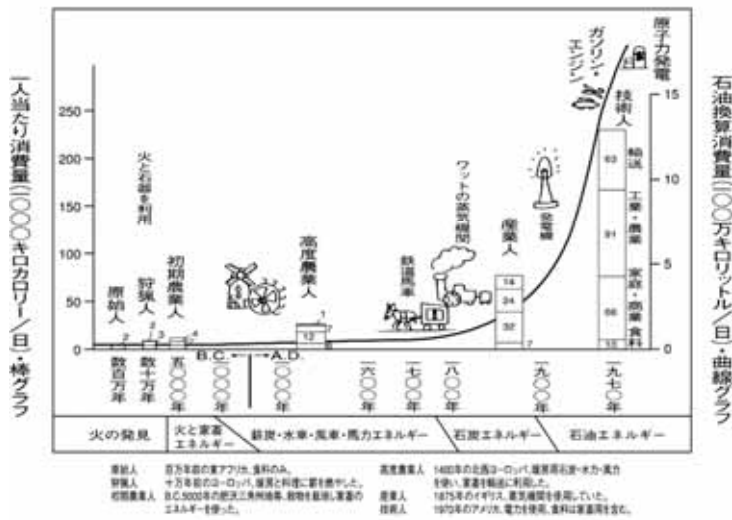 一人当たり消費量(一〇〇〇キロカロリー/日)・棒グラフ
250
200
150
100
50
0
原始人
2
火と石器を利用
狩猟人
2
3
初期農業人
4
高度農業人
1
7
12
鉄道馬車
ワットの蒸気機関
産業人
14
24
32
7
発電機
ガソリン・エンジン
原子力発電
技術人
63
輸送
91
工業・農業
66
家庭・商業
10
食料
15
10
5
0
石油換算消費量(一〇〇万キロリットル/日)・曲線グラフ
B.C.
A.D.
数百万年
数十万年
五〇〇〇年
一〇〇〇年
一〇〇〇年
一六〇〇年
一七〇〇年
一八〇〇年
一九〇〇年
一九七〇年
火の発見
火と家畜エネルギー
薪炭・水車・風車・馬力エネルギー
石炭エネルギー
石油エネルギー
原始人 百万年前の東アフリカ、食料のみ。
狩猟人 十万年前のヨーロッパ、暖房と料理に薪を燃やした。
初期農業人 B.C.5000年の肥沃三角州地帯、穀物を栽培し家畜の
エネルギーを使った。
高度農業人 1400年の北西ヨーロッパ、暖房用石炭・水力・風力
を使い、家畜を輸送に利用した。
産業人 1875年のイギリス、蒸気機関を使用していた。
技術人 1970年のアメリカ、電力を使用、食料は家畜用を含む。